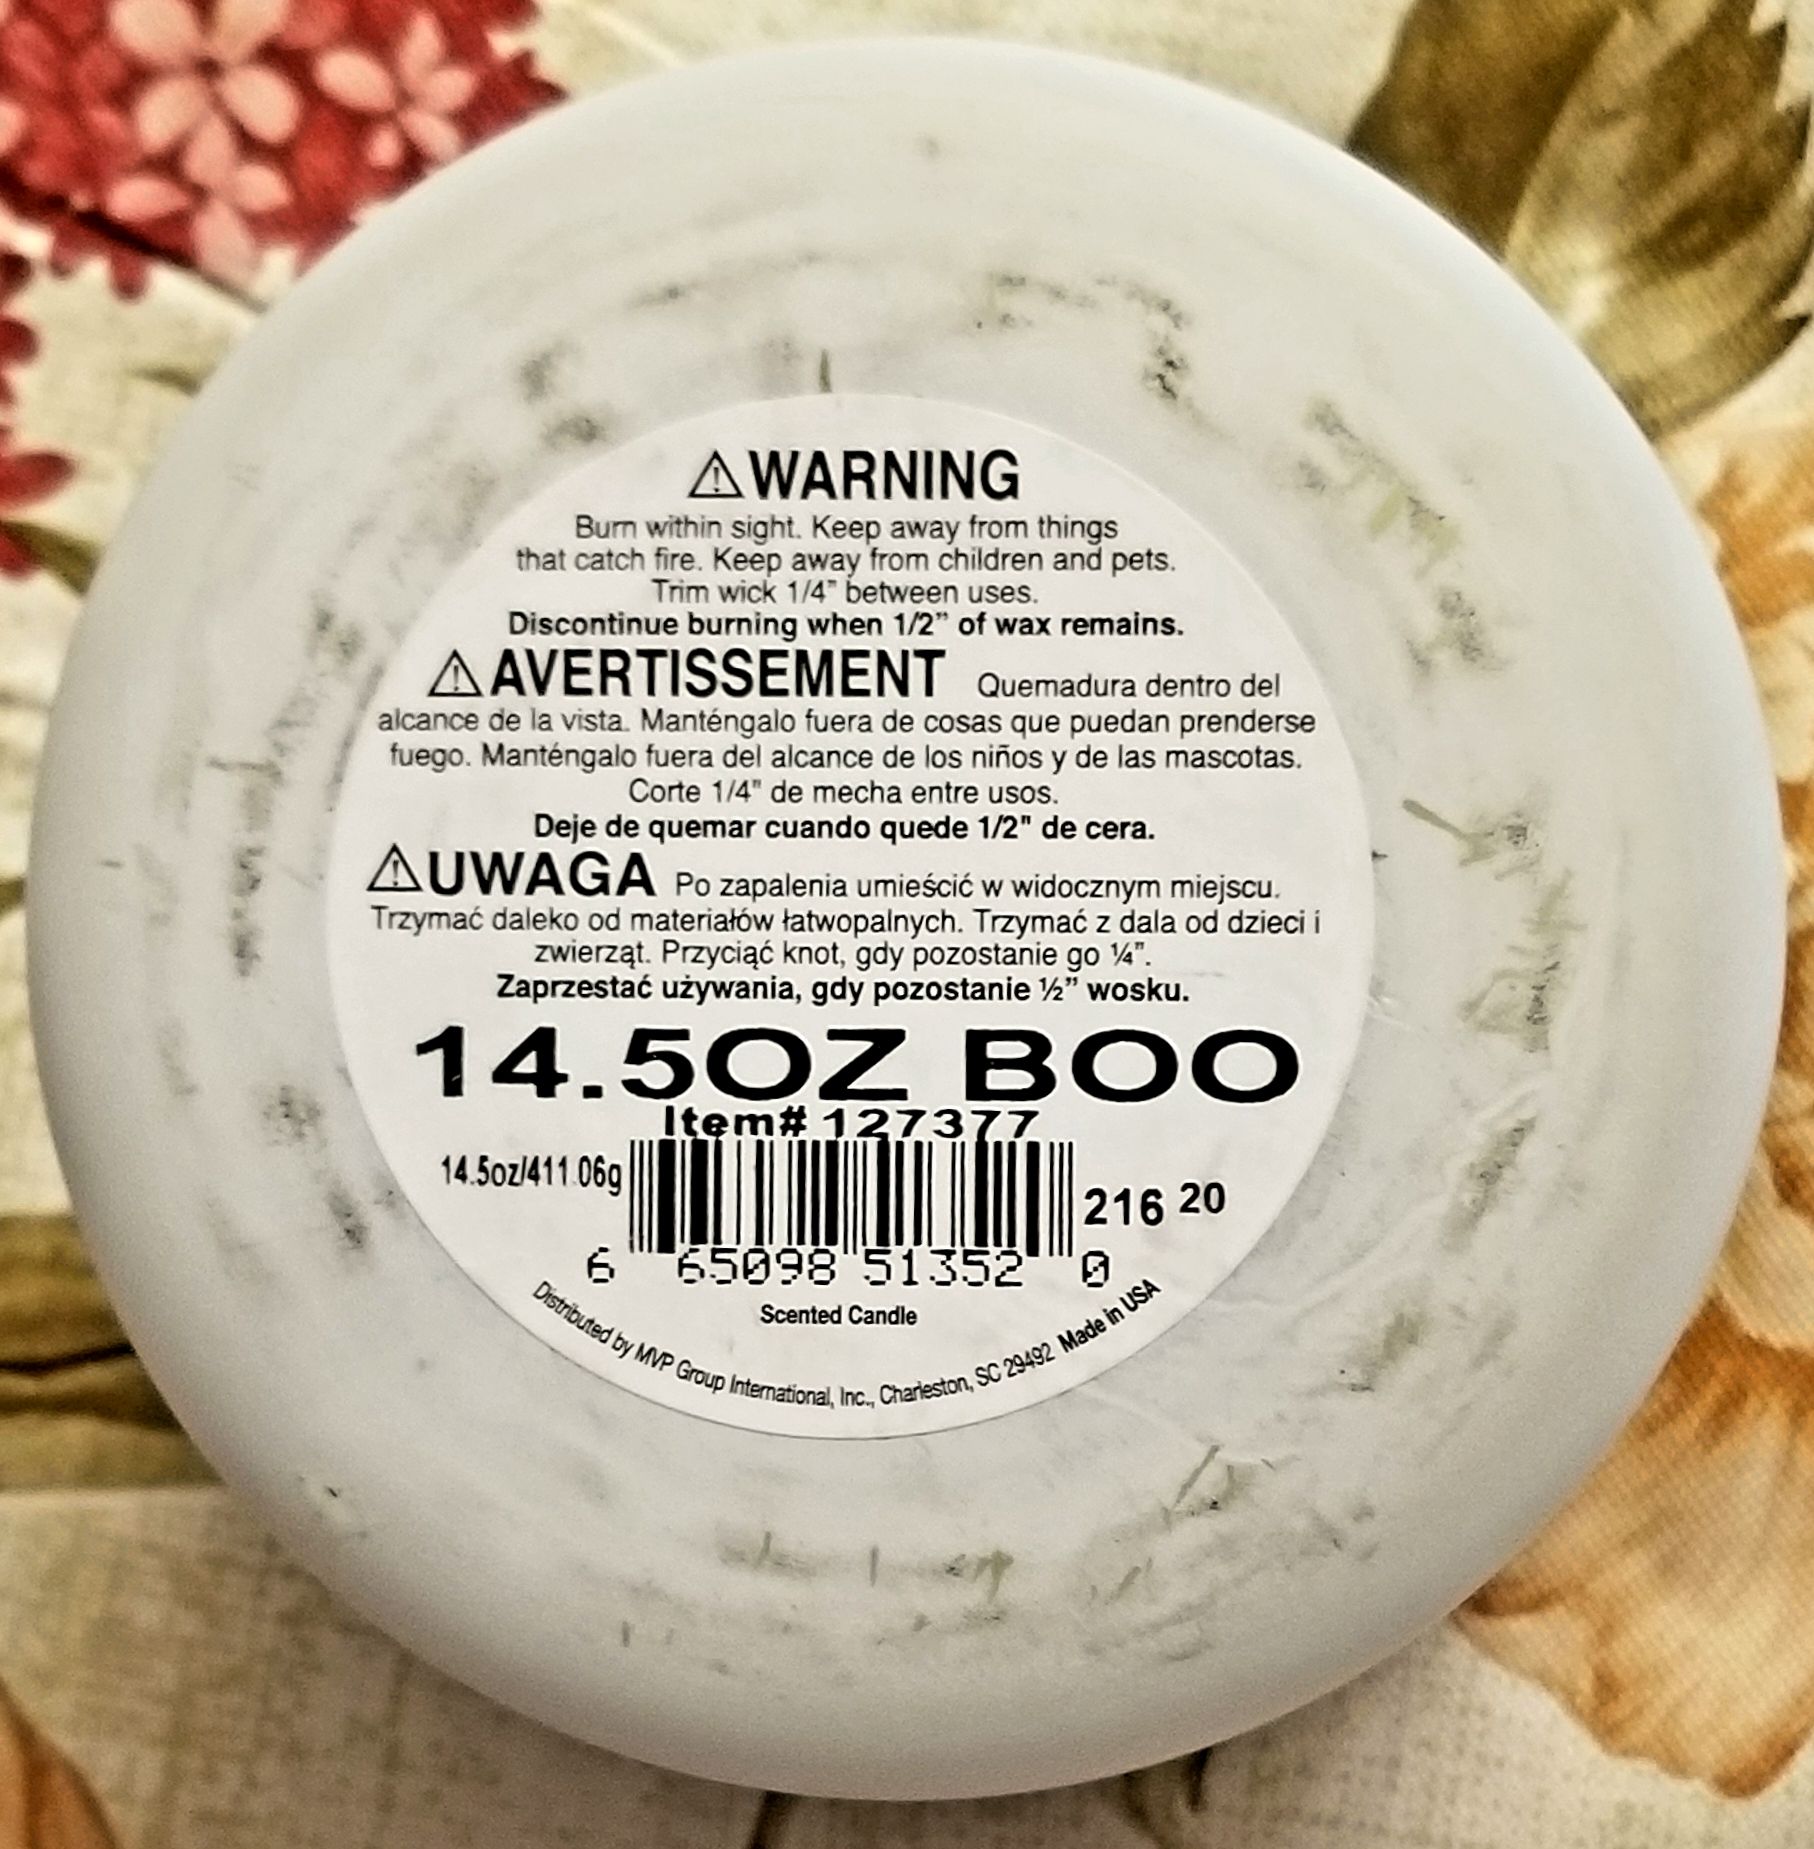 ⚠WARNING
Burn within sight. Keep away from things
that catch fire. Keep away from children and pets.
Trim wick 1/4" between uses.
Discontinue burning when 1/2" of wax remains.
⚠AVERTISSEMENT Quemadura dentro del
alcance de la vista. Manténgalo fuera de cosas que puedan prenderse
fuego. Manténgalo fuera del alcance de los niños y de las mascotas.
Corte 1/4" de mecha entre usos.
Deje de quemar cuando quede 1/2" de cera.
⚠UWAGA Po zapalenia umieścić w widocznym miejscu.
Trzymać daleko od materiałów łatwopalnych. Trzymać z dala od dzieci i
zwierząt. Przyciąć knot, gdy pozostanie go ¼".
Zaprzestać używania, gdy pozostanie ½" wosku.
14.5OZ BOO
Item# 127377
14.5oz/411.06g
216 20
6 65098 51352 0
Scented Candle
Distributed by MVP Group International, Inc., Charleston, SC 29492 Made in USA